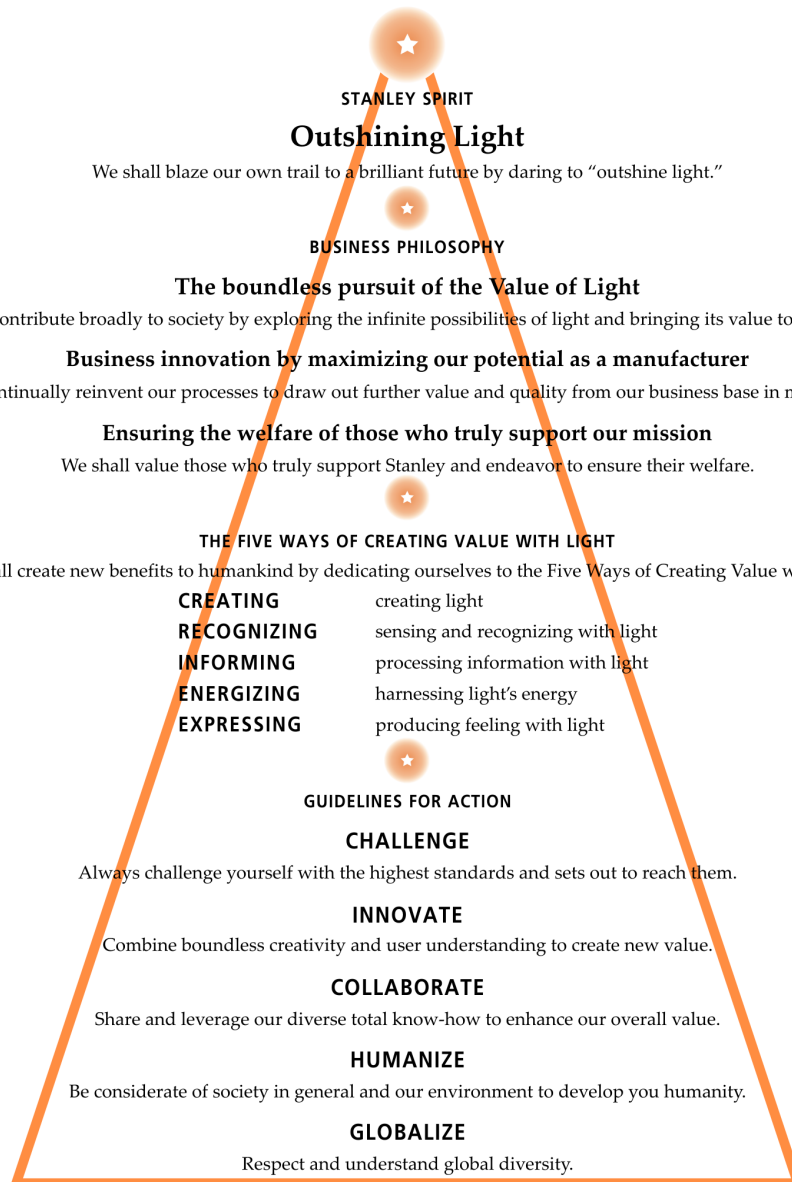 STANLEY SPIRIT
Outshining Light
We shall blaze our own trail to a brilliant future by daring to “outshine light.”
BUSINESS PHILOSOPHY
The boundless pursuit of the Value of Light
ontribute broadly to society by exploring the infinite possibilities of light and bringing its value to
Business innovation by maximizing our potential as a manufacturer
ntinually reinvent our processes to draw out further value and quality from our business base in
Ensuring the welfare of those who truly support our mission
We shall value those who truly support Stanley and endeavor to ensure their welfare.
THE FIVE WAYS OF CREATING VALUE WITH LIGHT
ll create new benefits to humankind by dedicating ourselves to the Five Ways of Creating Value
CREATING creating light
RECOGNIZING sensing and recognizing with light
INFORMING processing information with light
ENERGIZING harnessing light’s energy
EXPRESSING producing feeling with light
GUIDELINES FOR ACTION
CHALLENGE
Always challenge yourself with the highest standards and sets out to reach them.
INNOVATE
Combine boundless creativity and user understanding to create new value.
COLLABORATE
Share and leverage our diverse total know-how to enhance our overall value.
HUMANIZE
Be considerate of society in general and our environment to develop you humanity.
GLOBALIZE
Respect and understand global diversity.